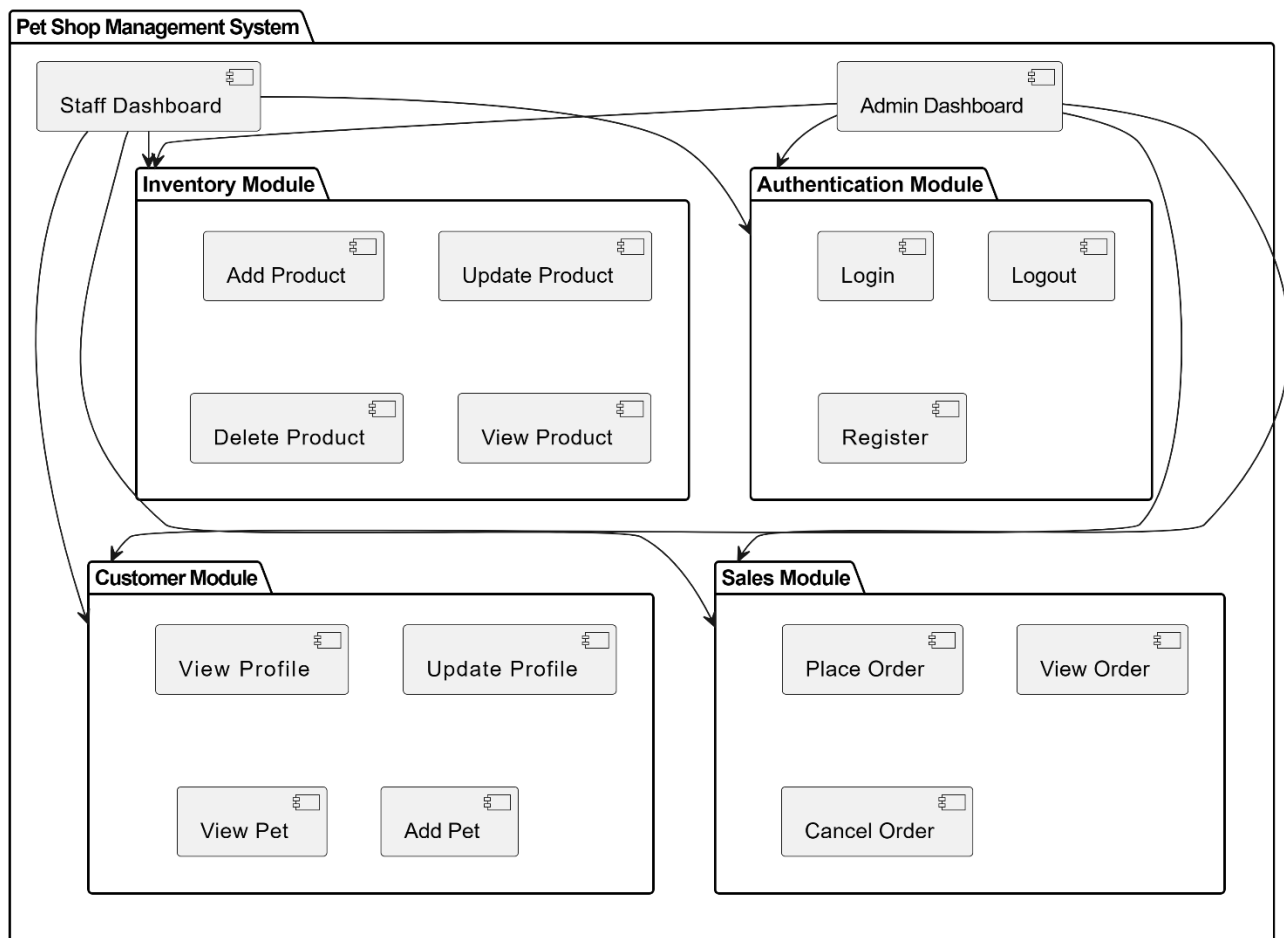 Pet Shop Management System
Staff Dashboard
Admin Dashboard
Inventory Module
Authentication Module
Add Product
Update Product
Login
Logout
Delete Product
View Product
Register
Customer Module
Sales Module
View Profile
Update Profile
Place Order
View Order
View Pet
Add Pet
Cancel Order